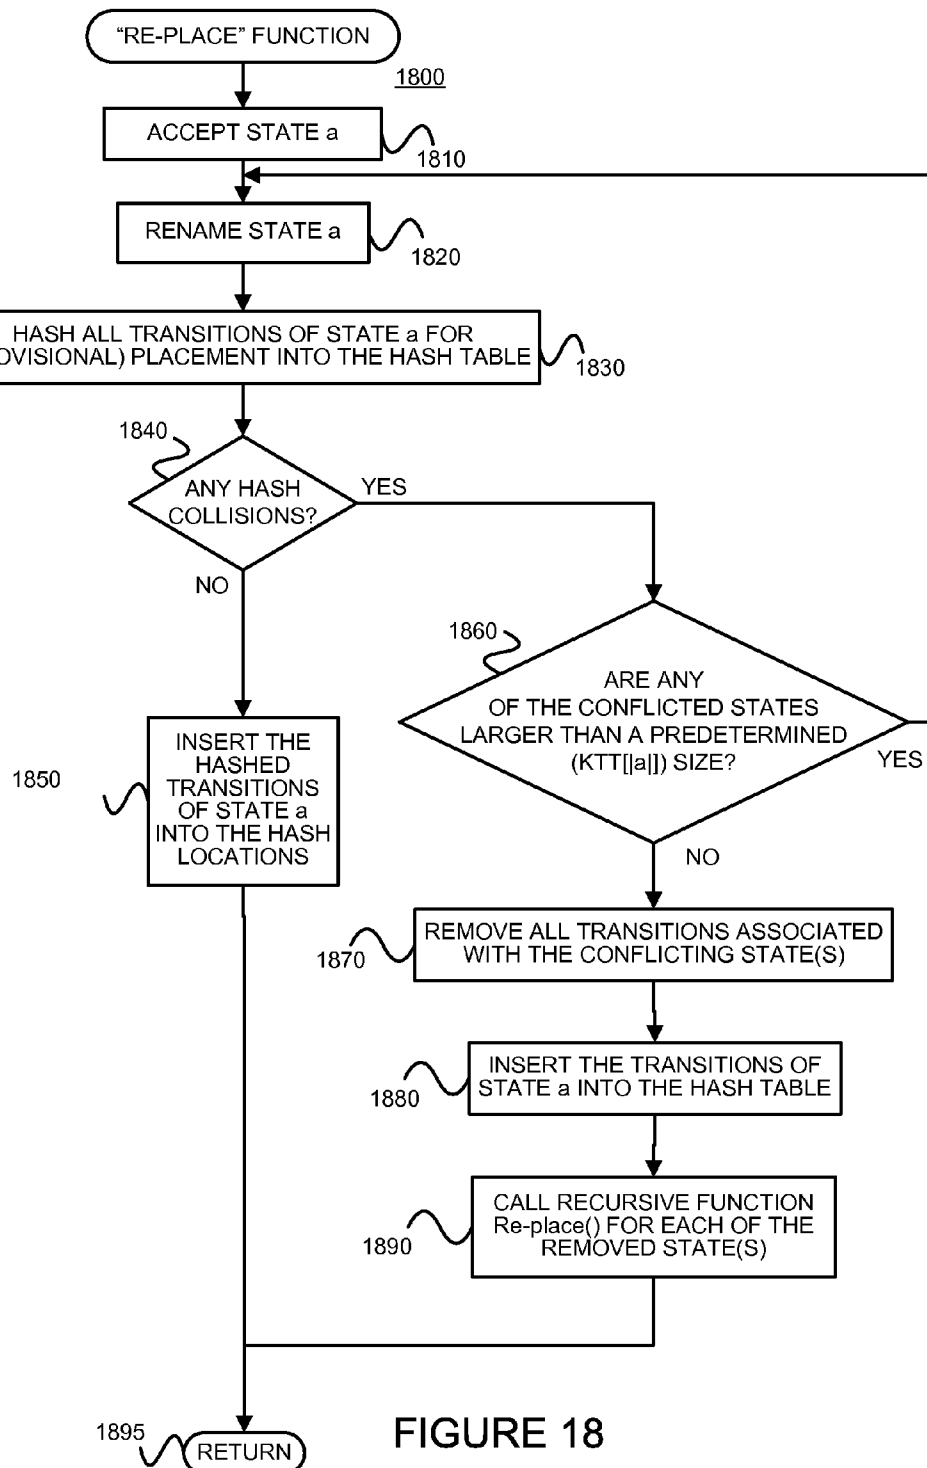 “RE-PLACE” FUNCTION
1800
ACCEPT STATE a
1810
RENAME STATE a
1820
HASH ALL TRANSITIONS OF STATE a FOR
OVISIONAL) PLACEMENT INTO THE HASH TABLE
1830
1840
ANY HASH
COLLISIONS?
YES
NO
1860
ARE ANY
OF THE CONFLICTED STATES
LARGER THAN A PREDETERMINED
(KTT[|a|]) SIZE?
YES
NO
1850
INSERT THE
HASHED
TRANSITIONS
OF STATE a
INTO THE HASH
LOCATIONS
REMOVE ALL TRANSITIONS ASSOCIATED
WITH THE CONFLICTING STATE(S)
1870
INSERT THE TRANSITIONS OF
STATE a INTO THE HASH TABLE
1880
CALL RECURSIVE FUNCTION
Re-place() FOR EACH OF THE
REMOVED STATE(S)
1890
1895
RETURN
FIGURE 18